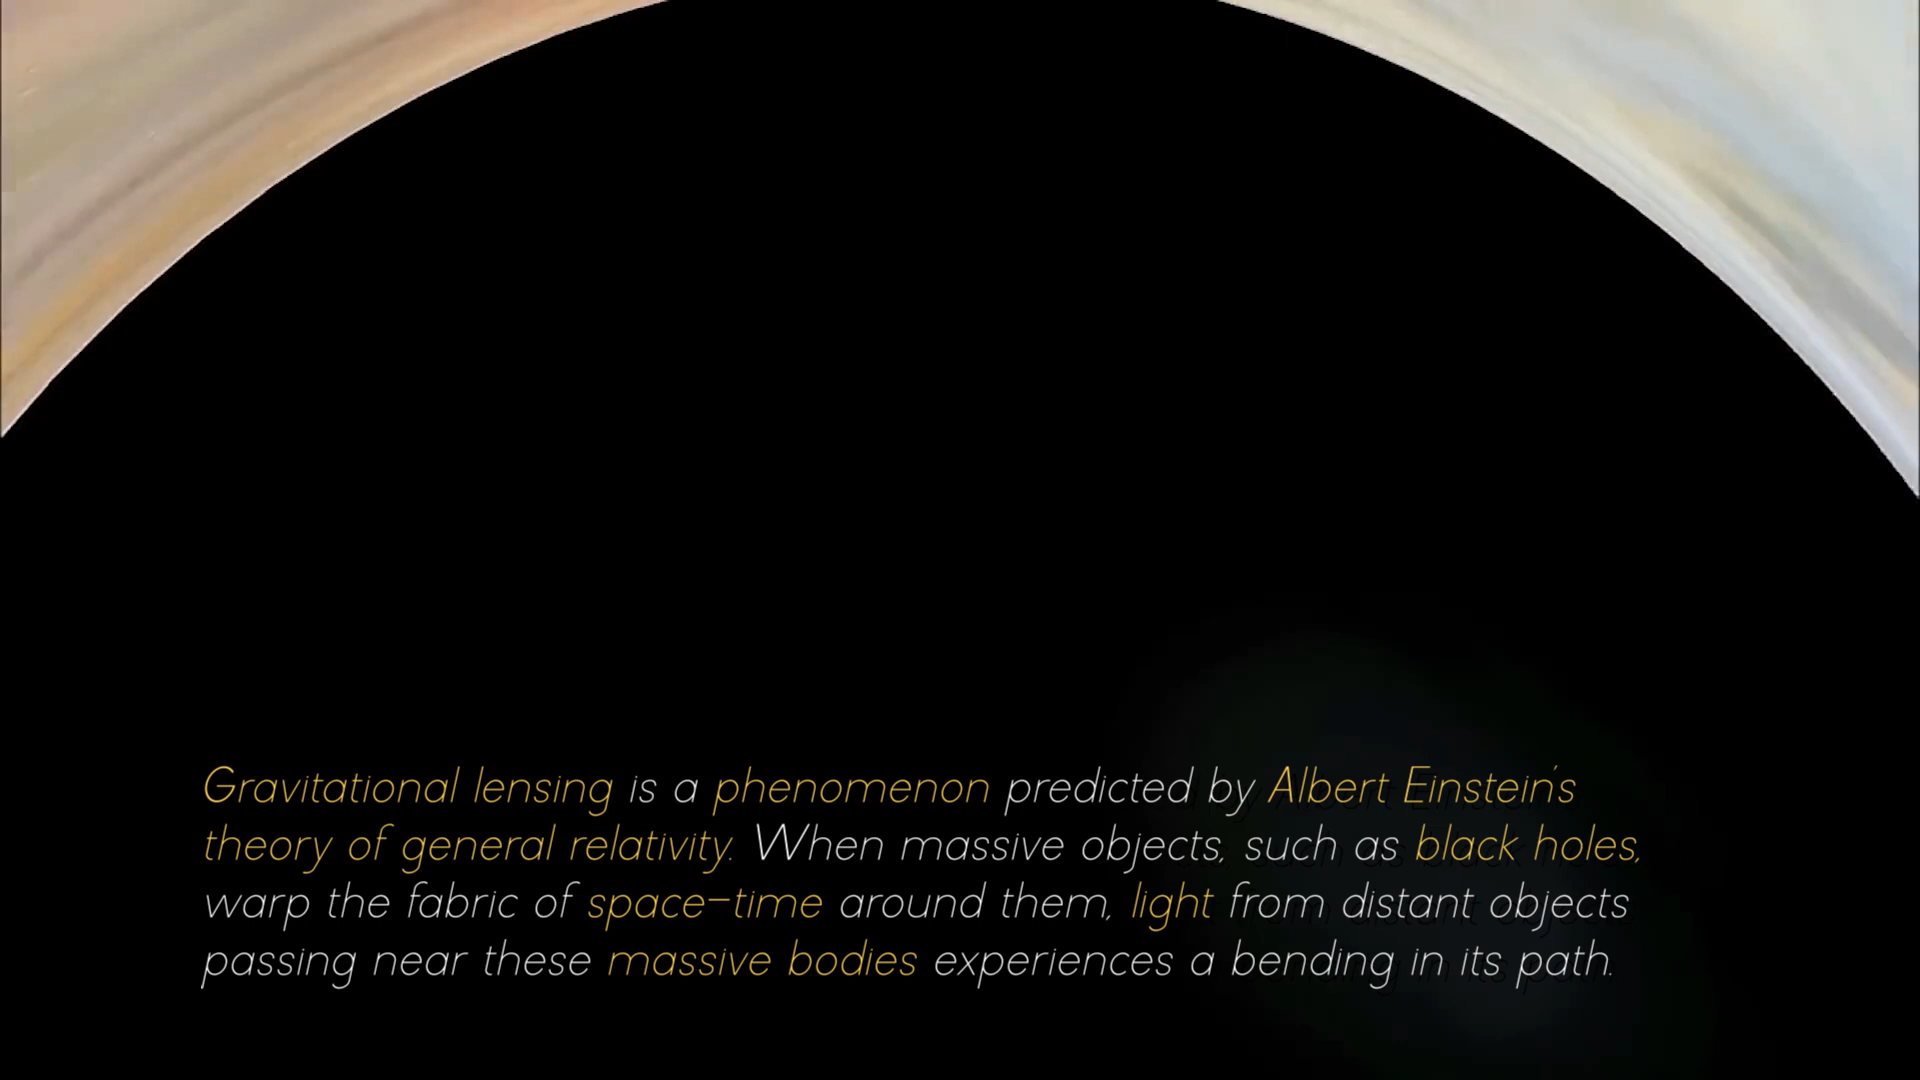 Gravitational lensing is a phenomenon predicted by Albert Einstein's
theory of general relativity. When massive objects, such as black holes,
warp the fabric of space-time around them, light from distant objects
passing near these massive bodies experiences a bending in its path.